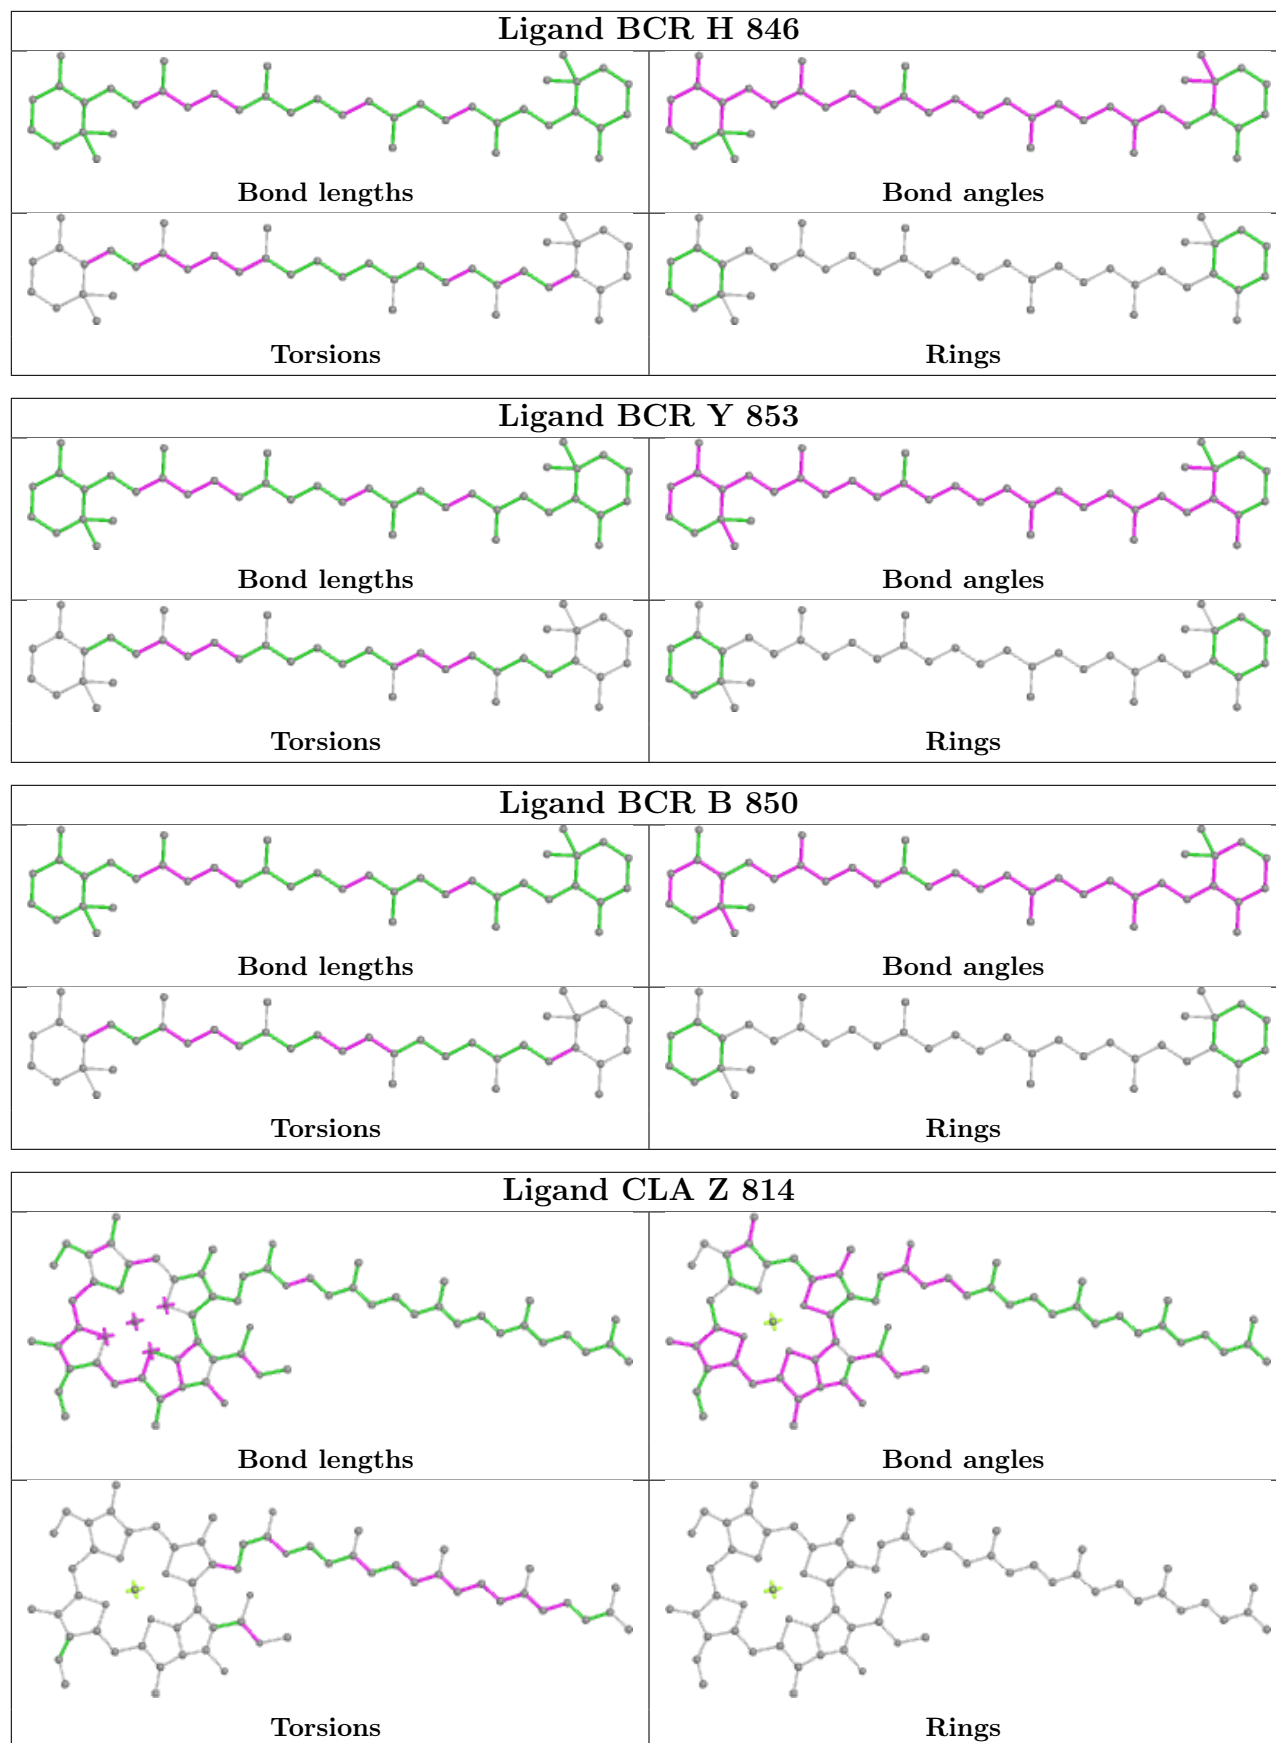 Ligand BCR H 846
Bond lengths
Bond angles
Torsions
Rings
Ligand BCR Y 853
Bond lengths
Bond angles
Torsions
Rings
Ligand BCR B 850
Bond lengths
Bond angles
Torsions
Rings
Ligand CLA Z 814
Bond lengths
Bond angles
Torsions
Rings